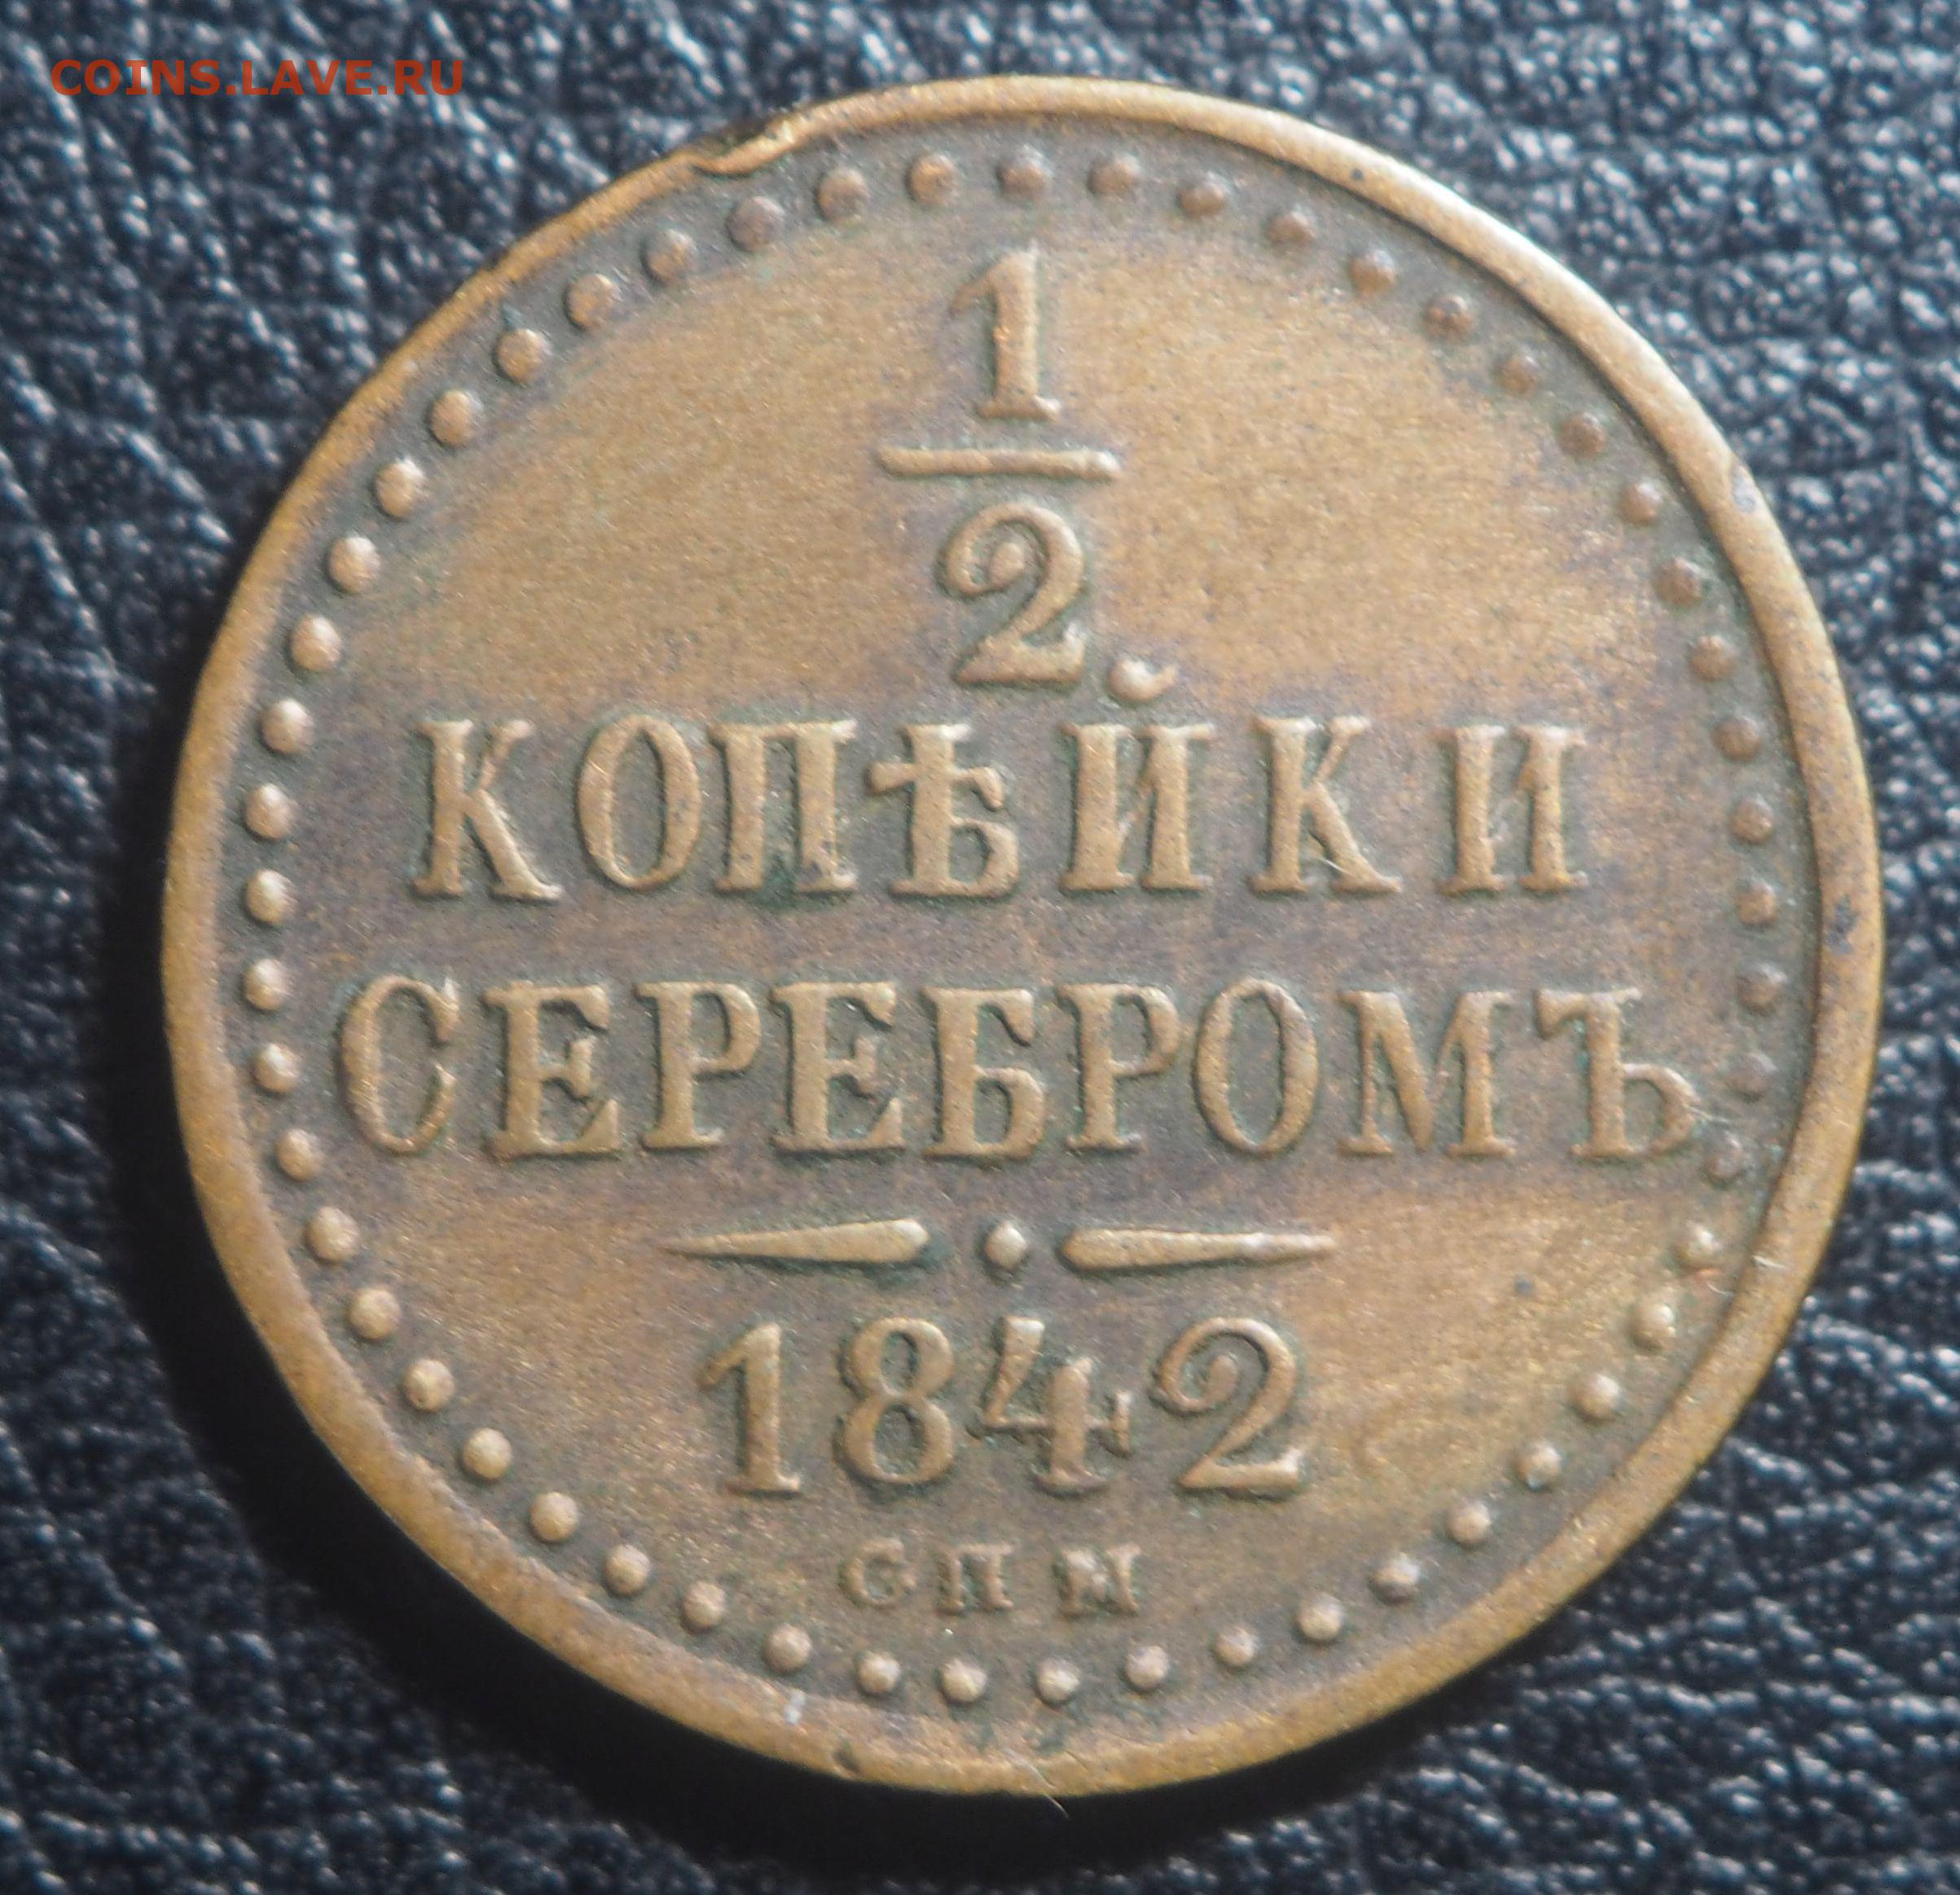 COINS.LAVE.RU
1
2
КОПѢЙКИ
СЕРЕБРОМЪ
1842
СПМ